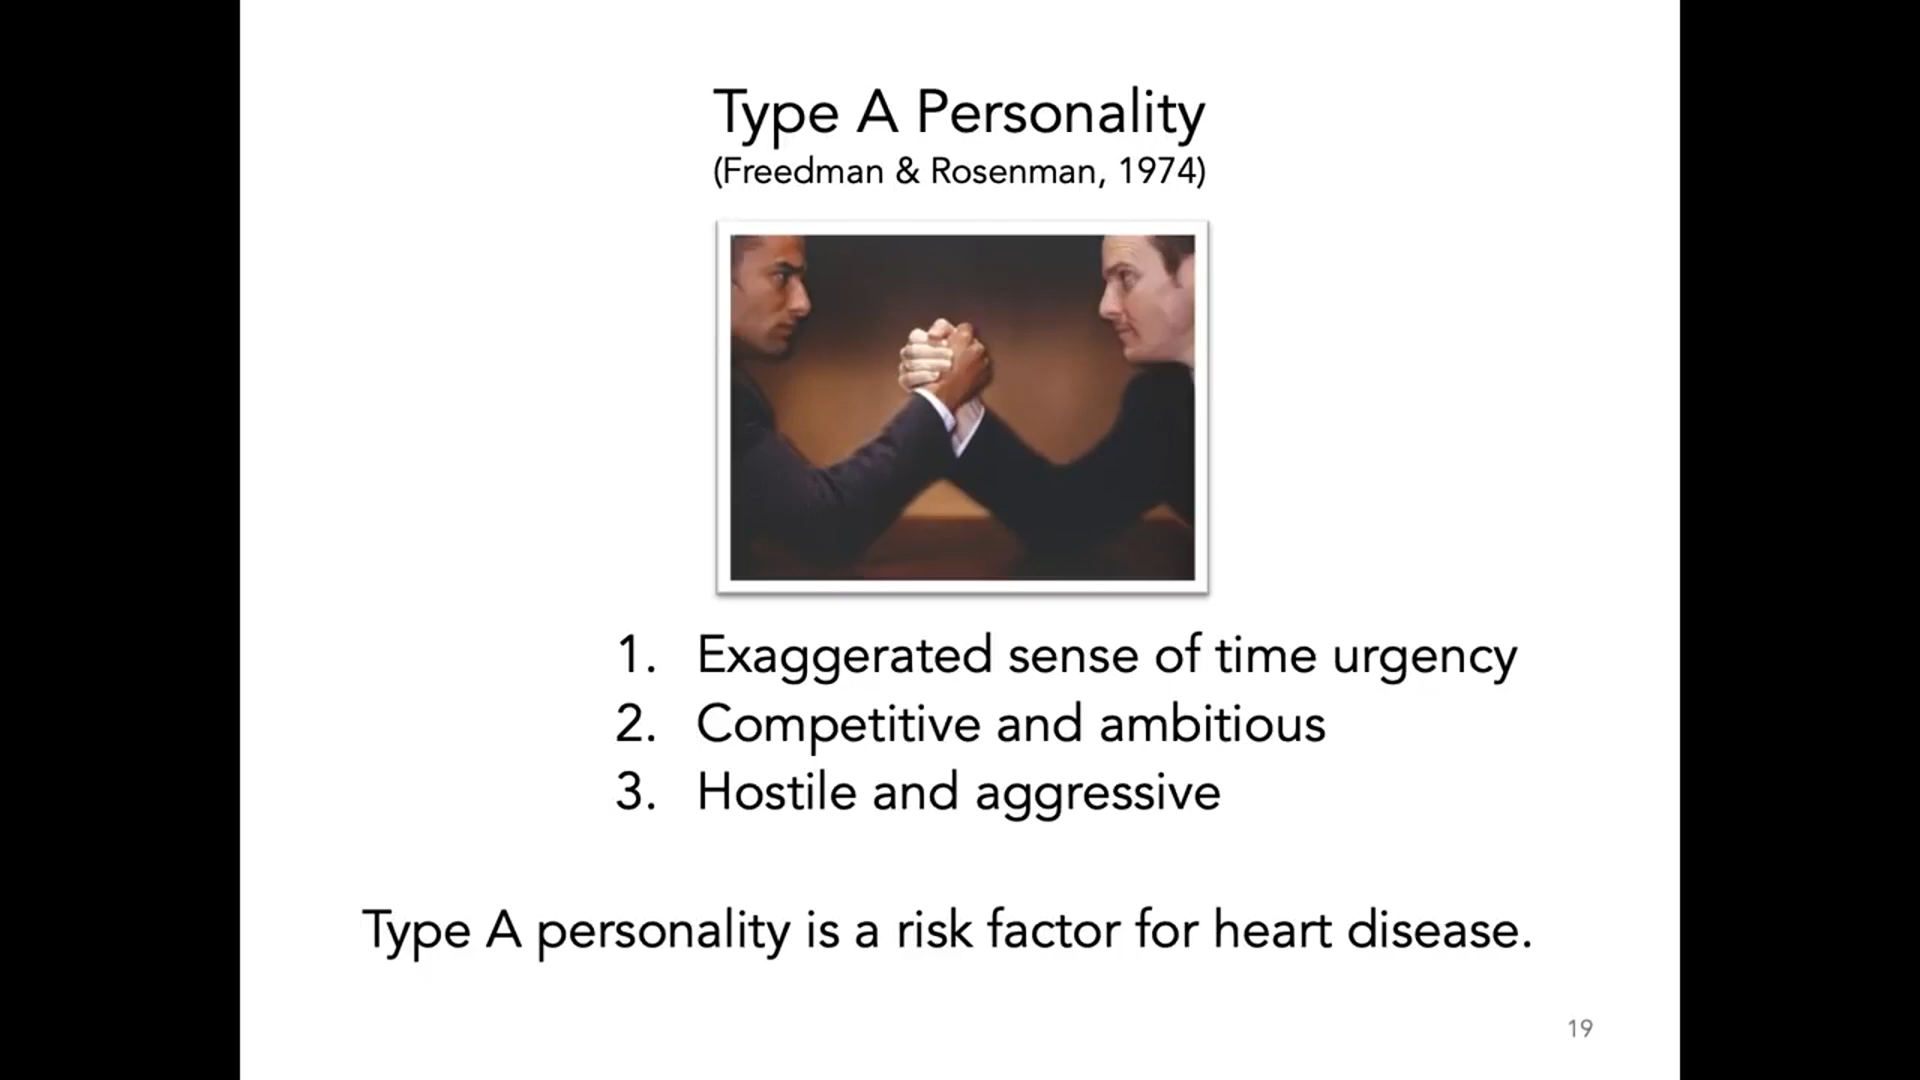 Type A Personality
(Freedman & Rosenman, 1974)
1. Exaggerated sense of time urgency
2. Competitive and ambitious
3. Hostile and aggressive
Type A personality is a risk factor for heart disease.
19